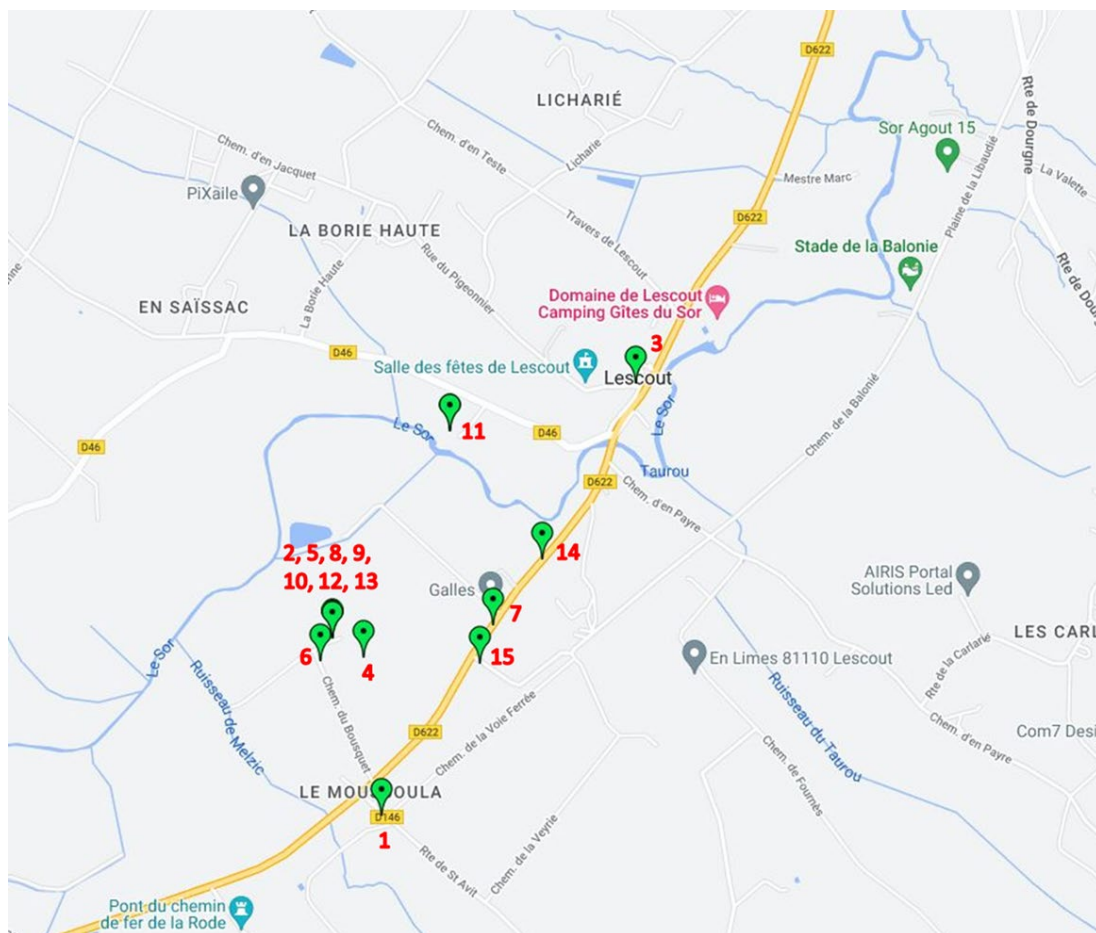 D622
LICHARIÉ
Sor Agout 15
Rte de Dourgne
Chem. d'en Jacquet
Chem. d'en Teste
Licharie
La Valette
PiXàile
Mestre Marc
Plaine de la Libaudié
LA BORIE HAUTE
Travers de Lescout
D622
Stade de la Balonie
Rue du Pigeonnier
La Borie Haute
Rte de Dou
EN SAÏSSAC
Domaine de Lescout
Camping Gîtes du Sor
D46
Salle des fêtes de Lescout
3
Lescout
Le Sor
Chem. de la Balonié
Le Sor
11
D46
D46
Taurou
D622
Chem. d'en Payre
2, 5, 8, 9,
10, 12, 13
14
Galles
AIRIS Portal
Solutions Led
7
6
4
15
LES CARL
En Limes 81110 Lescout
Le Sor
Ruisseau de Melzic
Chem. du Bousquet
D622
Chem. de la Voie Ferrée
Rte de la Carlarié
Ruisseau du Taurou
Chem. d'en Payre
Com7 Desi
D146
1
Chem. de Fournès
Rte de St Avit
Chem. de la Veyrie
Pont du chemin
de fer de la Rode